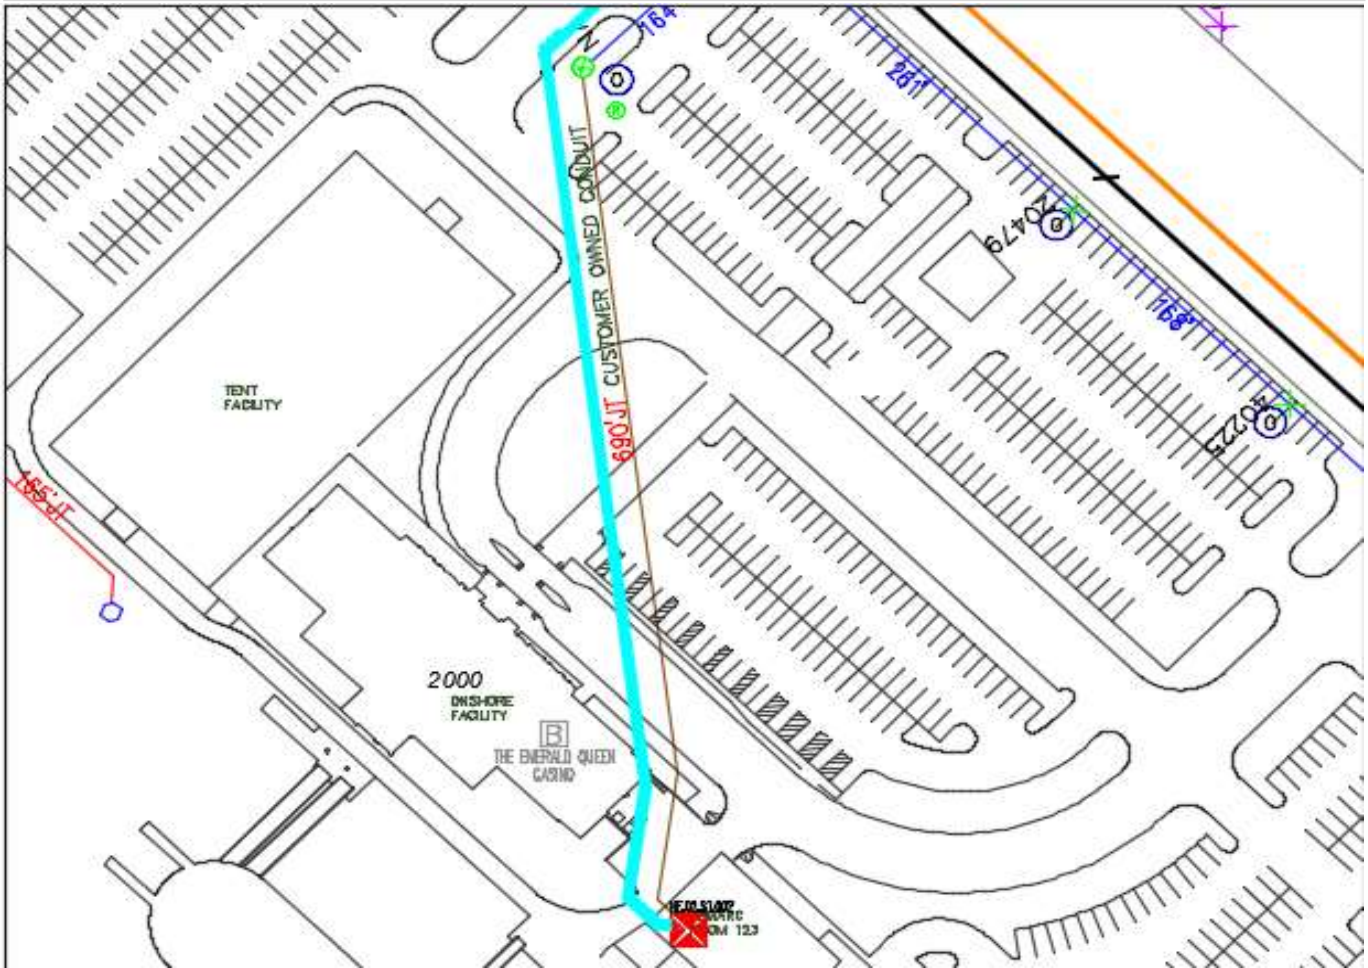 164
261'
CUSTOMER OWNED CONDUIT
690'JT
20479
168'
40225
TENT
FACILITY
155'JT
2000
ONSHORE
FACILITY
B
THE EMERALD QUEEN
CASINO
123